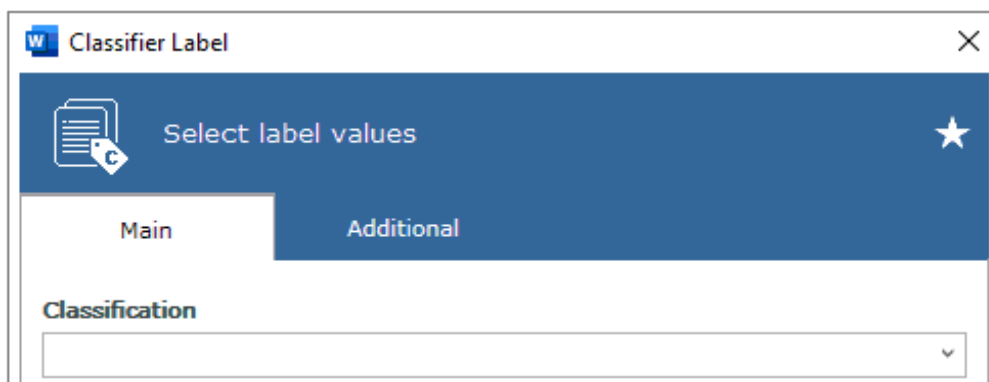 W Classifier Label
Select label values
C
Main Additional
Classification